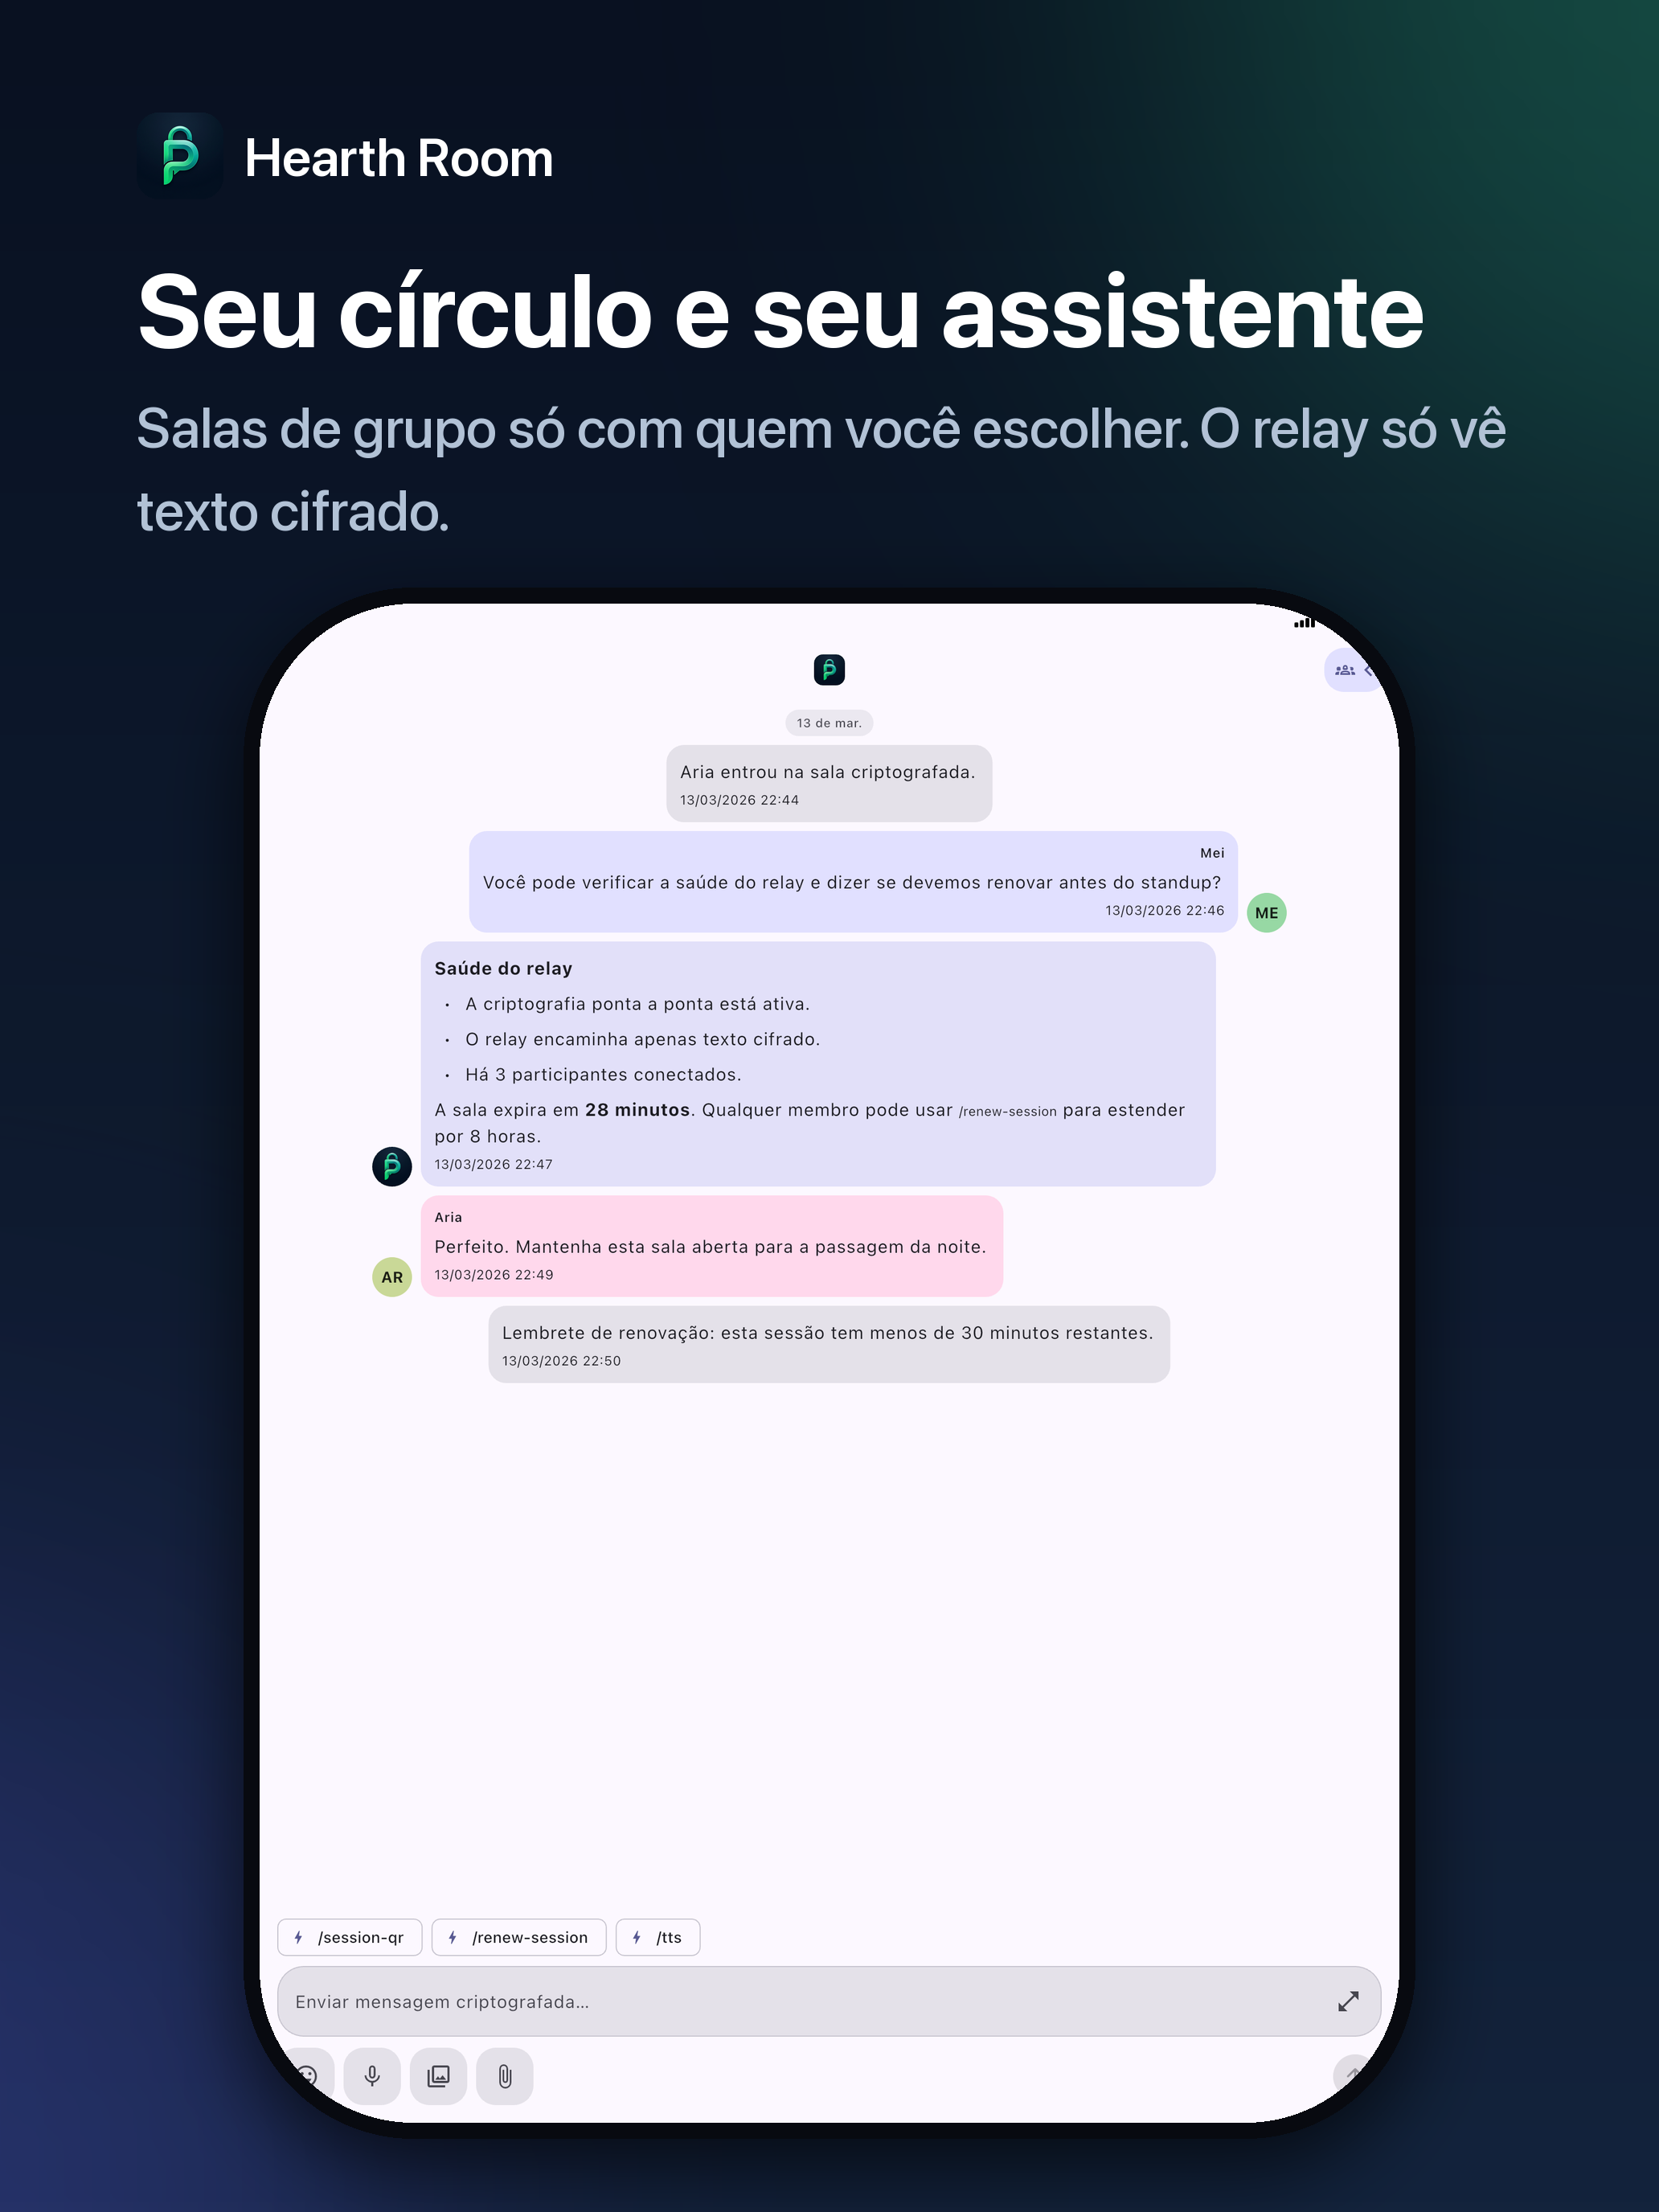 Hearth Room
Seu círculo e seu assistente
Salas de grupo só com quem você escolher. O relay só vê
texto cifrado.
13 de mar.
Aria entrou na sala criptografada.
13/03/2026 22:44
Mei
Você pode verificar a saúde do relay e dizer se devemos renovar antes do standup?
13/03/2026 22:46
ME
Saúde do relay
• A criptografia ponta a ponta está ativa.
• O relay encaminha apenas texto cifrado.
• Há 3 participantes conectados.
A sala expira em 28 minutos. Qualquer membro pode usar /renew-session para estender
por 8 horas.
13/03/2026 22:47
Aria
Perfeito. Mantenha esta sala aberta para a passagem da noite.
13/03/2026 22:49
AR
Lembrete de renovação: esta sessão tem menos de 30 minutos restantes.
13/03/2026 22:50
/session-qr /renew-session /tts
Enviar mensagem criptografada...